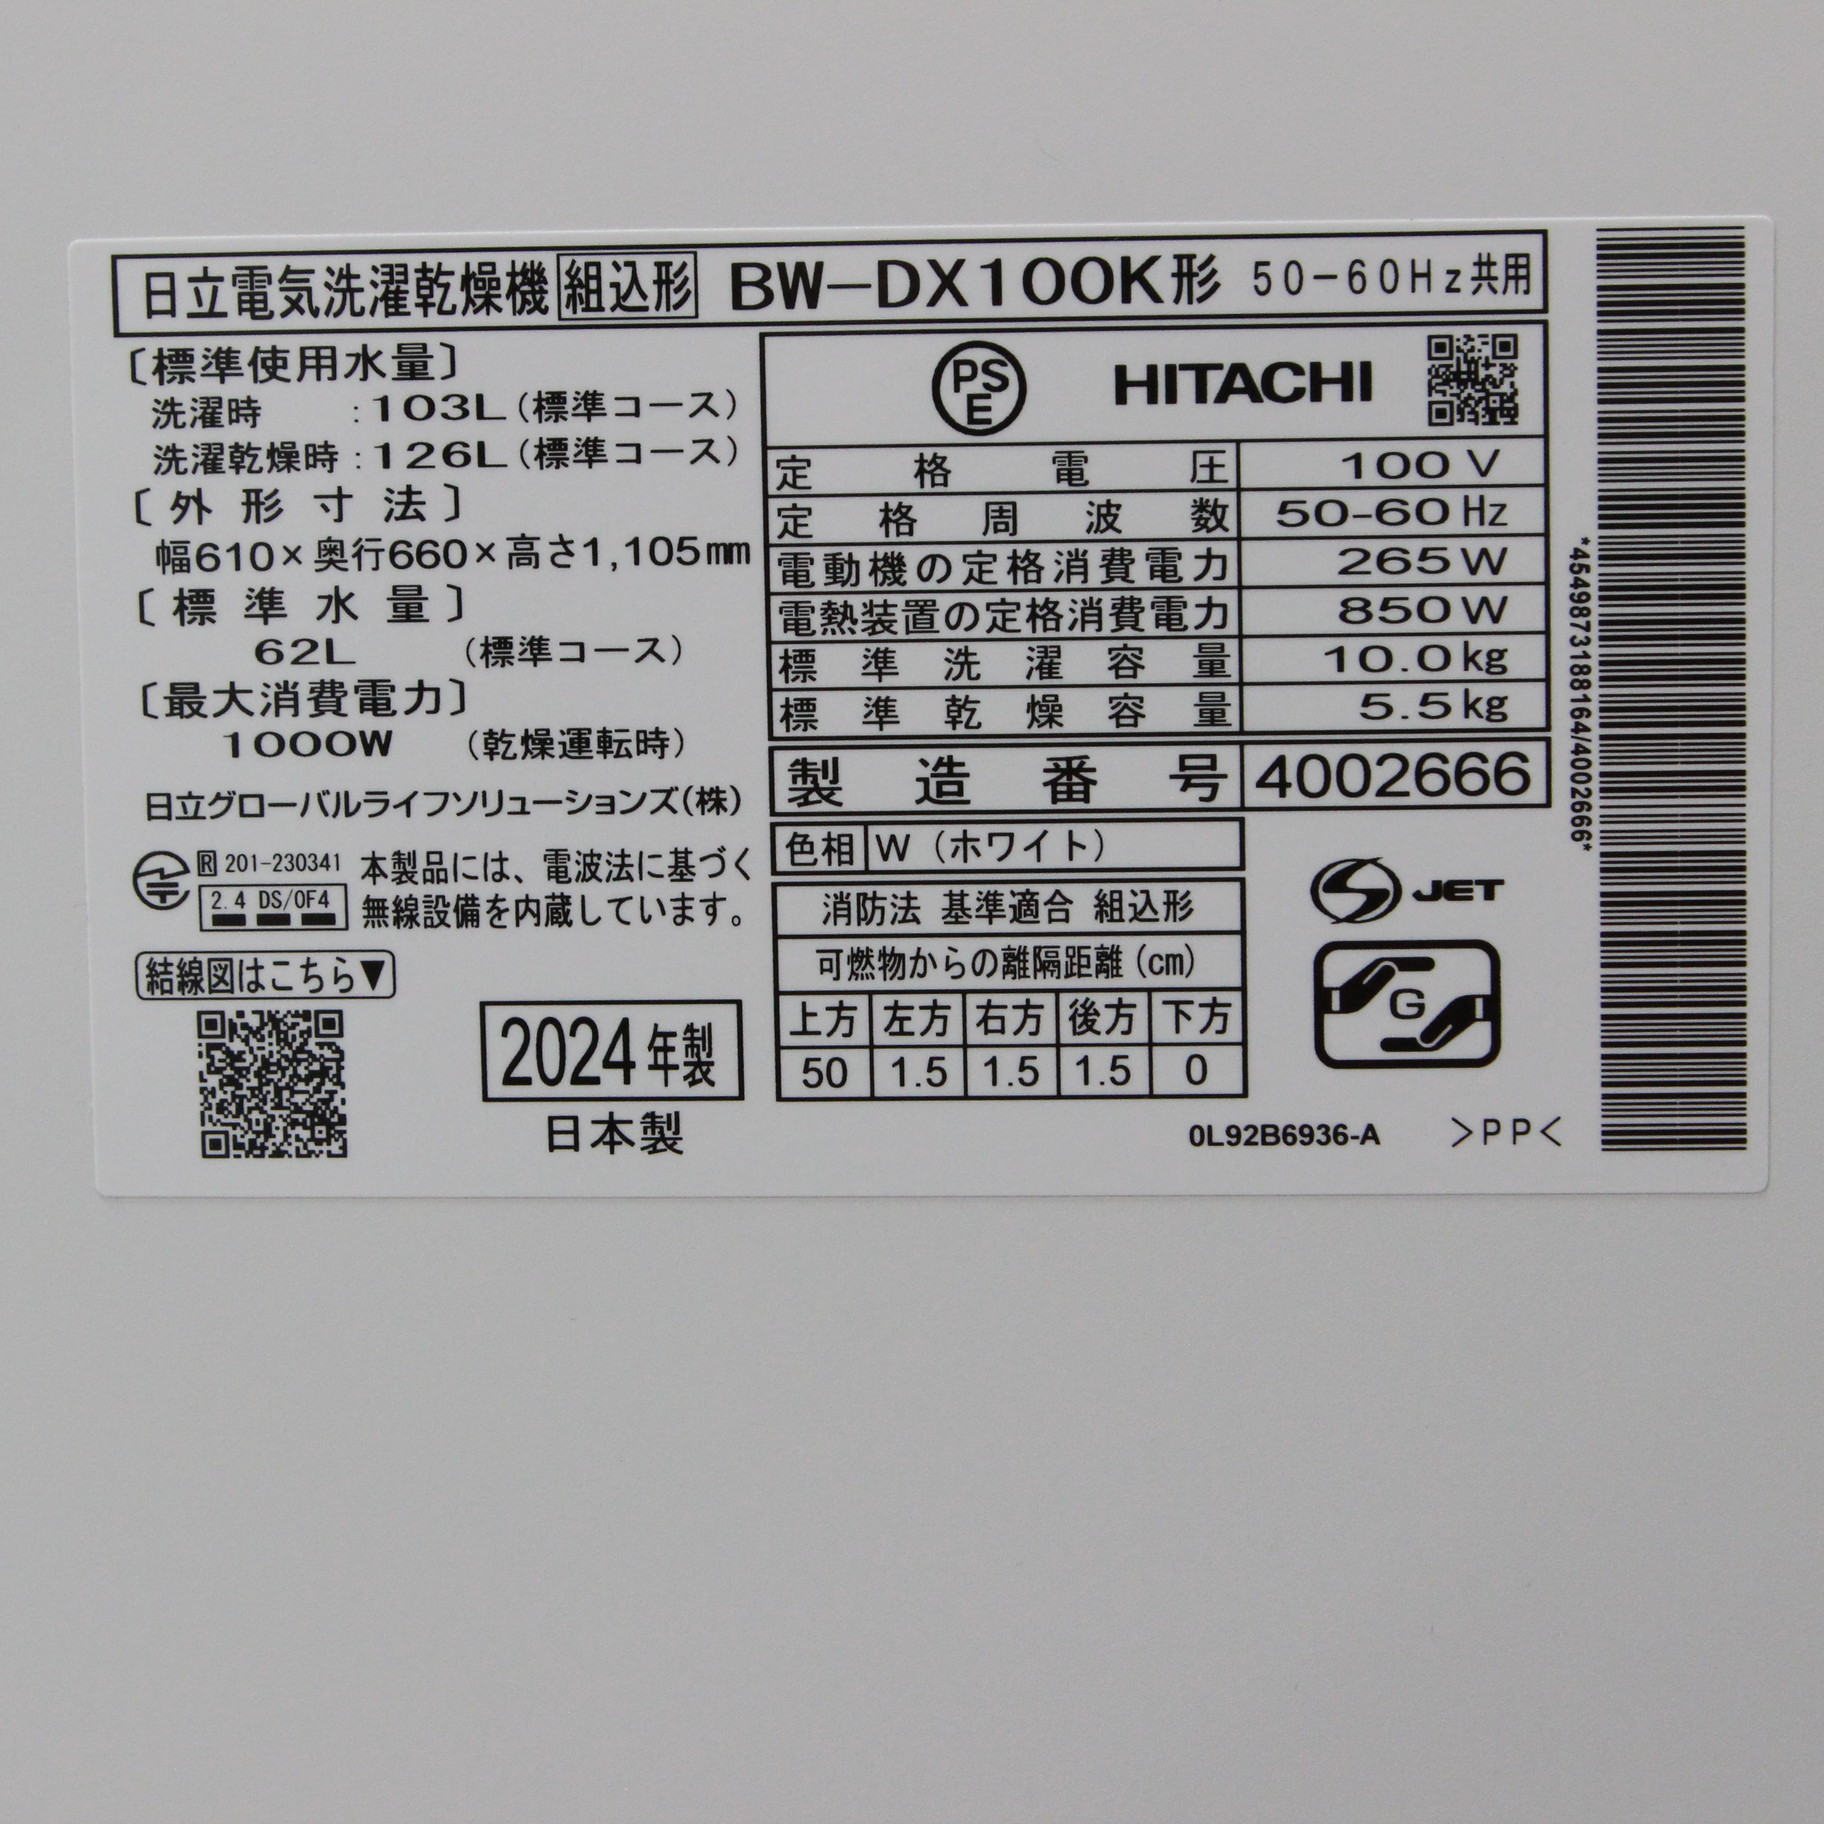 日立電気洗濯乾燥機 組込形 BW-DX100K形 50-60Hz共用
〔標準使用水量〕
洗濯時 :103L(標準コース)
洗濯乾燥時:126L(標準コース)
〔外形寸法〕
幅610×奥行660×高さ1,105mm
〔標準水量〕
62L (標準コース)
〔最大消費電力〕
1000W (乾燥運転時)
日立グローバルライフソリューションズ(株)
R 201-230341
2.4 DS/OF4
本製品には、電波法に基づく
無線設備を内蔵しています。
結線図はこちら▼
2024年製
日本製
PS
E
HITACHI
定格電圧 100V
定格周波数 50-60Hz
電動機の定格消費電力 265W
電熱装置の定格消費電力 850W
標準洗濯容量 10.0kg
標準乾燥容量 5.5kg
製造番号 4002666
色相 W(ホワイト)
消防法 基準適合 組込形
可燃物からの離隔距離(cm)
上方 左方 右方 後方 下方
50 1.5 1.5 1.5 0
JET
G
0L92B6936-A >PP<
*4549873188164/4002666*